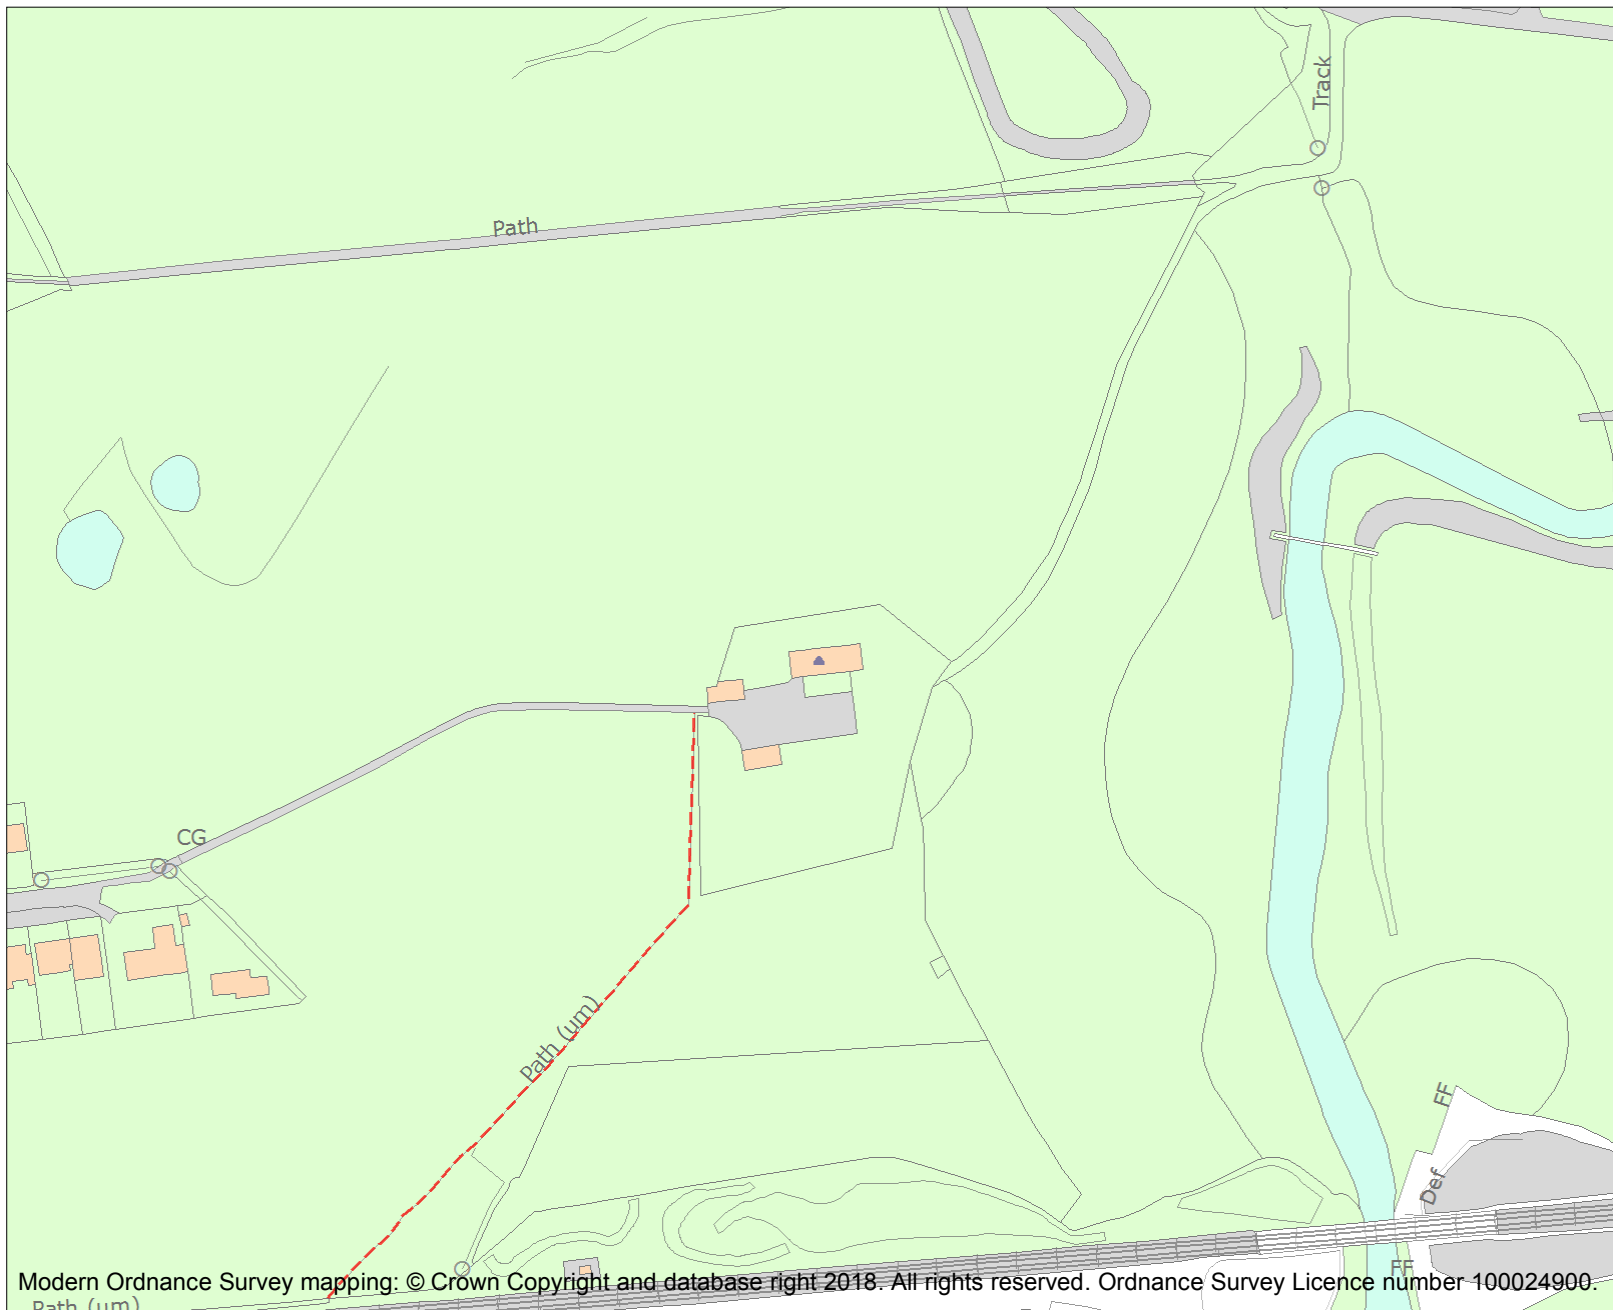 Track
Path
CG
Path (um)
FF
Def
FF
Modern Ordnance Survey mapping: © Crown Copyright and database right 2018. All rights reserved. Ordnance Survey Licence number 100024900.
Path (um)